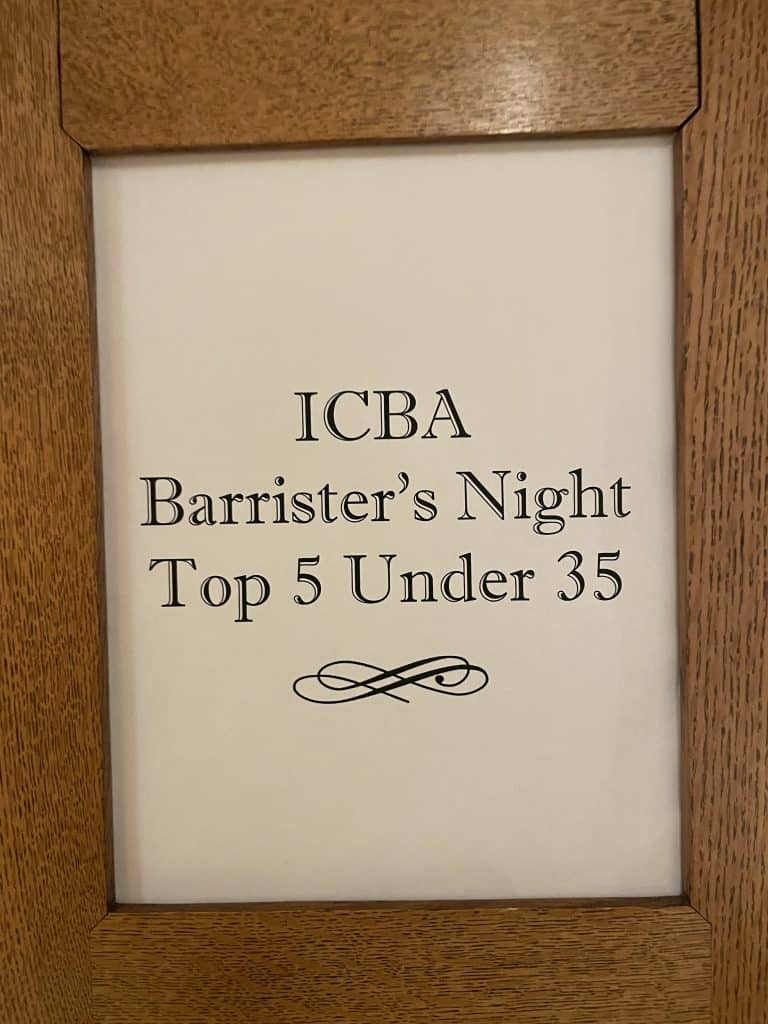 ICBA
Barrister’s Night
Top 5 Under 35